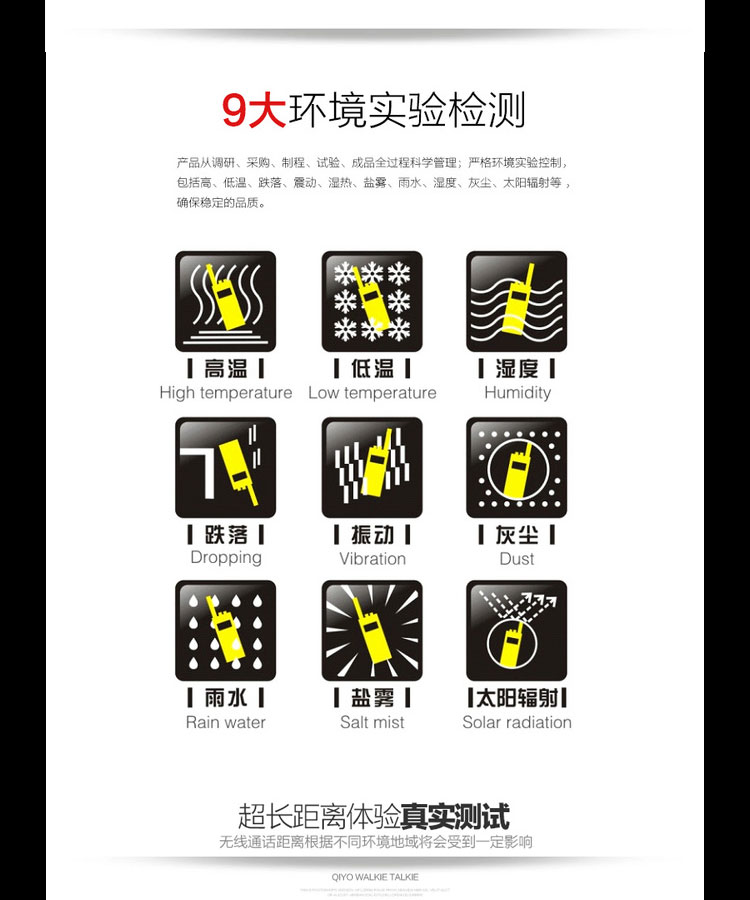 9大环境实验检测
产品从调研、采购、制程、试验、成品全过程科学管理；严格环境实验控制，
包括高、低温、跌落、震动、湿热、盐雾、雨水、湿度、灰尘、太阳辐射等，
确保稳定的品质。
高温 低温 湿度
High temperature Low temperature Humidity
跌落 振动 灰尘
Dropping Vibration Dust
雨水 盐雾 太阳辐射
Rain water Salt mist Solar radiation
超长距离体验真实测试
无线通话距离根据不同环境地域将会受到一定影响
QIYO WALKIE TALKIE